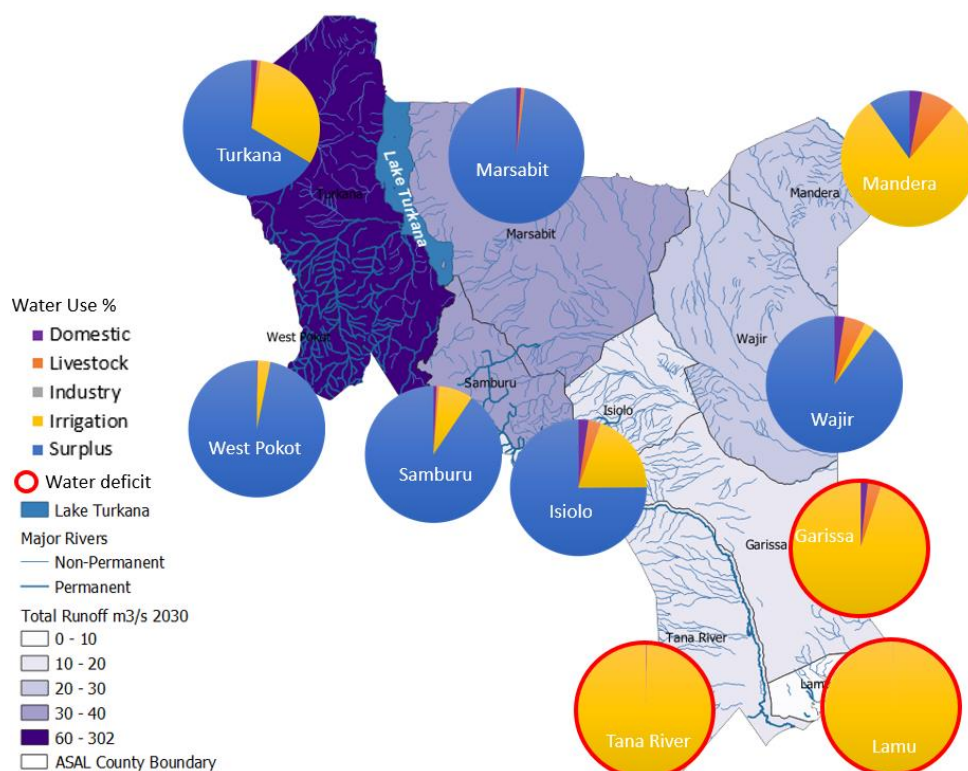 Turkana
Marsabit
Mandera
Turkana
Lake Turkana
Marsabit
Mandera
Water Use %
Domestic
Livestock
Industry
Irrigation
Surplus
Water deficit
Lake Turkana
Major Rivers
Non-Permanent
Permanent
Total Runoff m3/s 2030
0 - 10
10 - 20
20 - 30
30 - 40
60 - 302
ASAL County Boundary
West Pokot
West Pokot
Samburu
Samburu
Isiolo
Isiolo
Wajir
Wajir
Garissa
Garissa
Tana River
Tana River
Lamu
Lamu